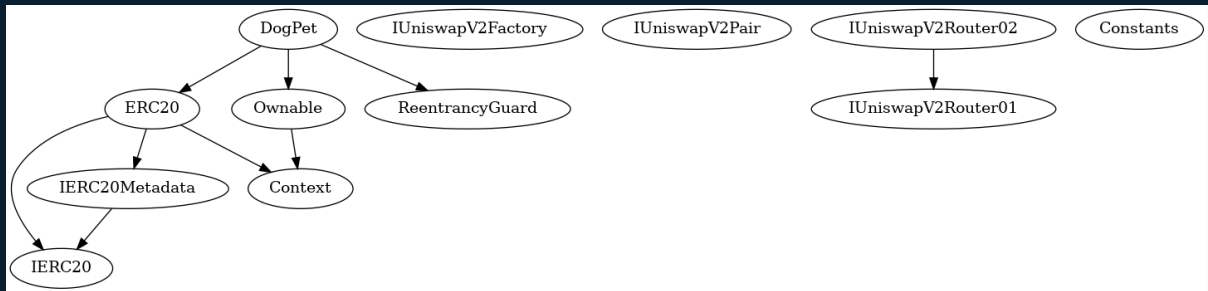 DogPet
IUniswapV2Factory
IUniswapV2Pair
IUniswapV2Router02
Constants
ERC20
Ownable
ReentrancyGuard
IUniswapV2Router01
IERC20Metadata
Context
IERC20